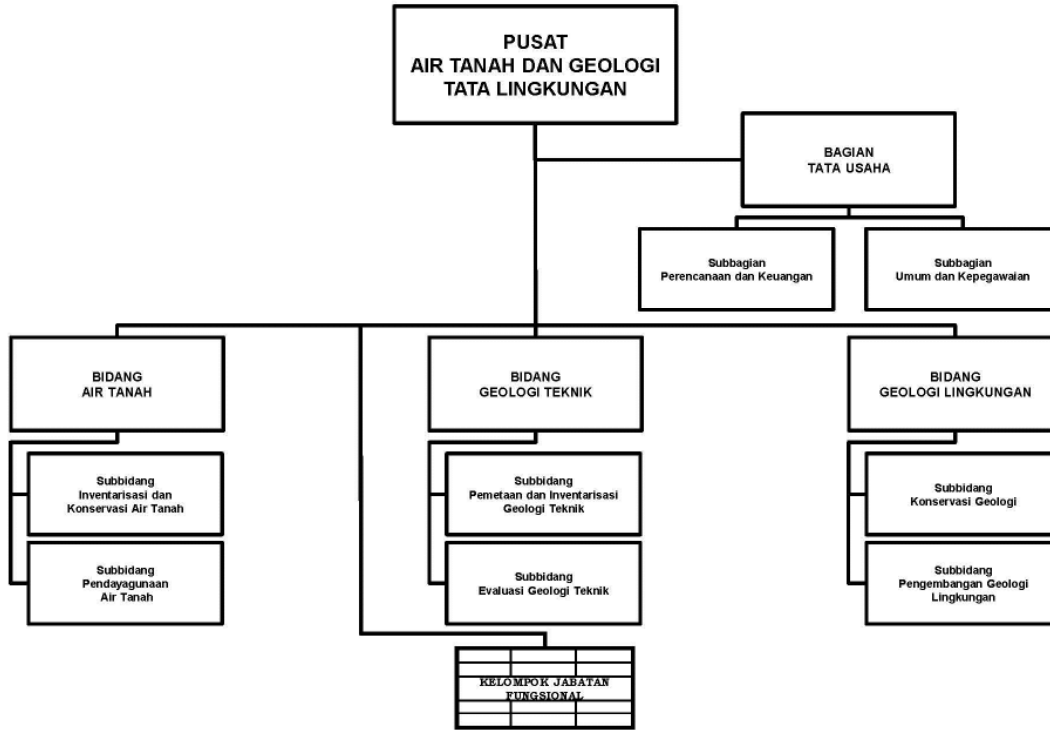 PUSAT
AIR TANAH DAN GEOLOGI
TATA LINGKUNGAN
BAGIAN
TATA USAHA
Subbagian
Perencanaan dan Keuangan
Subbagian
Umum dan Kepegawaian
BIDANG
AIR TANAH
BIDANG
GEOLOGI TEKNIK
BIDANG
GEOLOGI LINGKUNGAN
Subbidang
Inventarisasi dan
Konservasi Air Tanah
Subbidang
Pemetaan dan Inventarisasi
Geologi Teknik
Subbidang
Konservasi Geologi
Subbidang
Pendayagunaan
Air Tanah
Subbidang
Evaluasi Geologi Teknik
Subbidang
Pengembangan Geologi
Lingkungan
KELOMPOK JABATAN
FUNGSIONAL